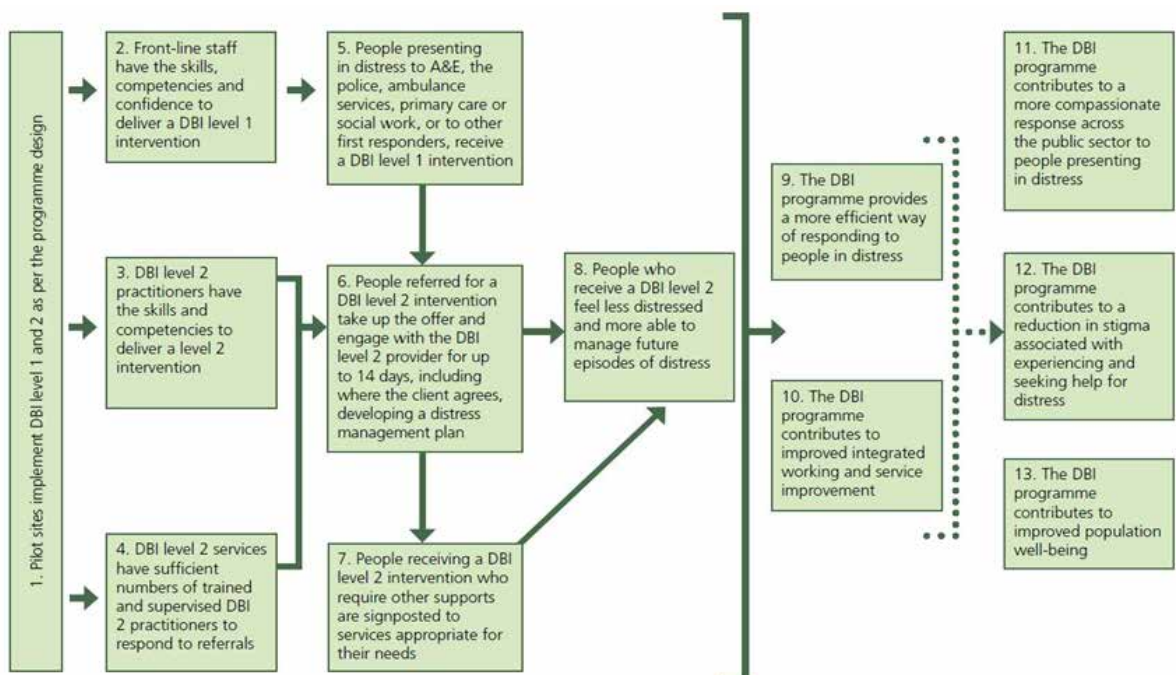 1. Pilot sites implement DBI level 1 and 2 as per the programme design
2. Front-line staff
have the skills,
competencies and
confidence to
deliver a DBI level 1
intervention
3. DBI level 2
practitioners have
the skills and
competencies to
deliver a level 2
intervention
4. DBI level 2 services
have sufficient
numbers of trained
and supervised DBI
2 practitioners to
respond to referrals
5. People presenting
in distress to A&E, the
police, ambulance
services, primary care or
social work, or to other
first responders, receive
a DBI level 1 intervention
6. People referred for a
DBI level 2 intervention
take up the offer and
engage with the DBI
level 2 provider for up
to 14 days, including
where the client agrees,
developing a distress
management plan
7. People receiving a DBI
level 2 intervention who
require other supports
are signposted to
services appropriate for
their needs
8. People who
receive a DBI level 2
feel less distressed
and more able to
manage future
episodes of distress
9. The DBI
programme provides
a more efficient way
of responding to
people in distress
10. The DBI
programme
contributes to
improved integrated
working and service
improvement
11. The DBI
programme
contributes to a
more compassionate
response across
the public sector to
people presenting
in distress
12. The DBI
programme
contributes to a
reduction in stigma
associated with
experiencing and
seeking help for
distress
13. The DBI
programme
contributes to
improved population
well-being